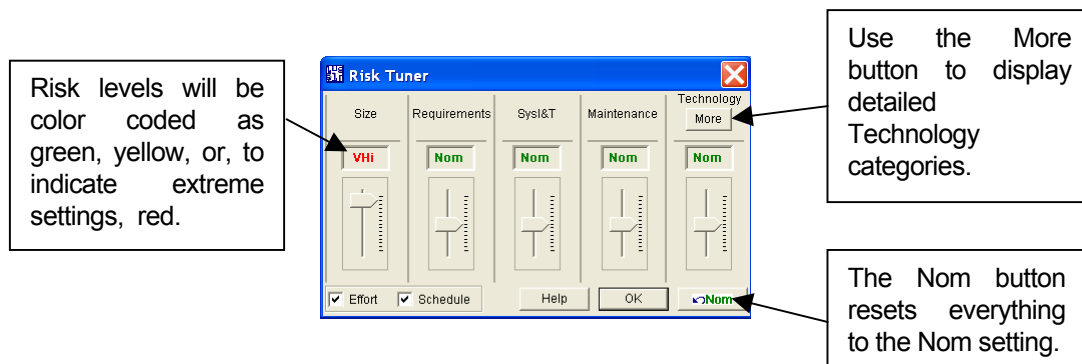 Risk levels will be
color coded as
green, yellow, or, to
indicate extreme
settings, red.
Risk Tuner
Size
Requirements
SysI&T
Maintenance
Technology
More
VHi
Nom
Nom
Nom
Nom
Effort
Schedule
Help
OK
Nom
Use the More
button to display
detailed
Technology
categories.
The Nom button
resets everything
to the Nom setting.